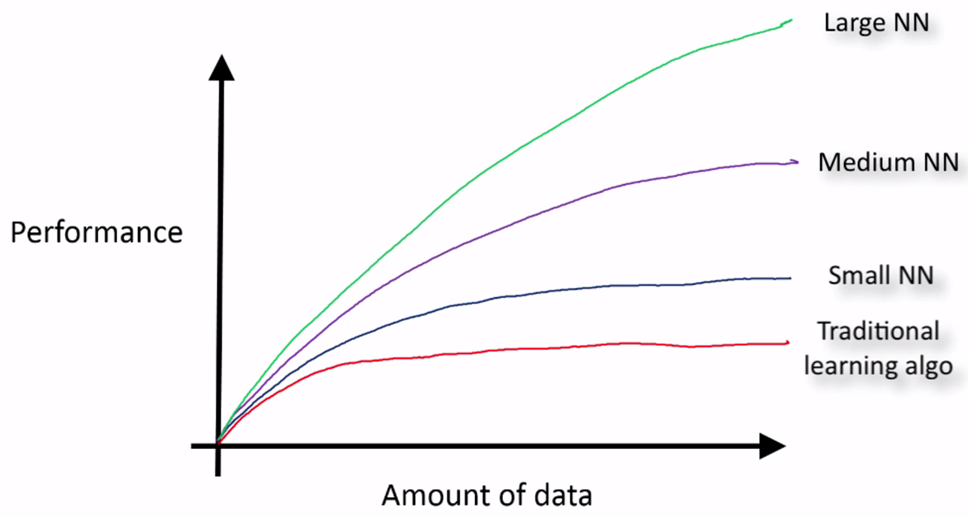 Large NN
Medium NN
Performance
Small NN
Traditional
learning algo
Amount of data